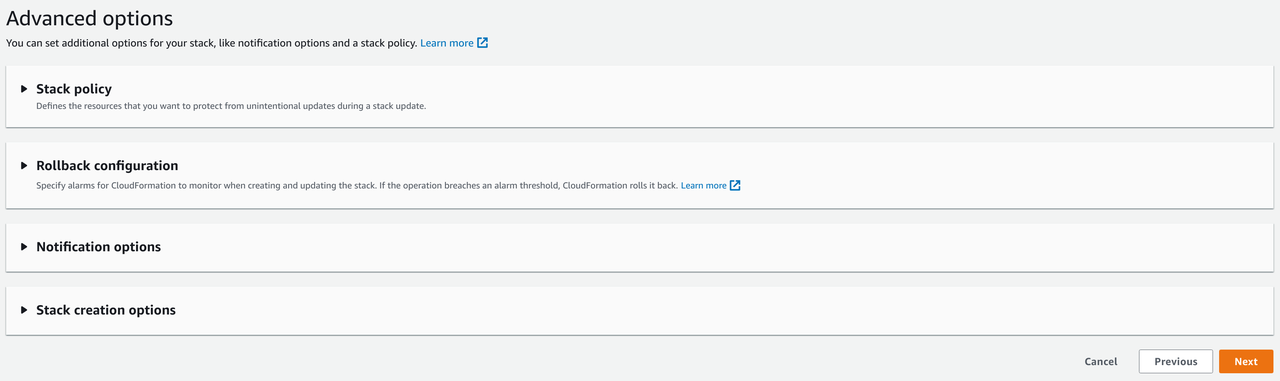 Advanced options
You can set additional options for your stack, like notification options and a stack policy. Learn more
Stack policy
Defines the resources that you want to protect from unintentional updates during a stack update.
Rollback configuration
Specify alarms for CloudFormation to monitor when creating and updating the stack. If the operation breaches an alarm threshold, CloudFormation rolls it back. Learn more
Notification options
Stack creation options
Cancel Previous Next